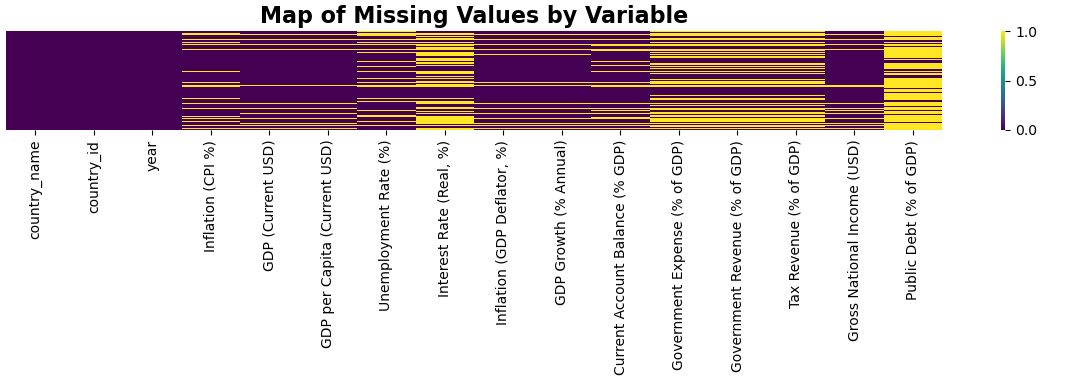 Map of Missing Values by Variable
1.0
0.5
0.0
country_name
country_id
year
Inflation (CPI %)
GDP (Current USD)
GDP per Capita (Current USD)
Unemployment Rate (%)
Interest Rate (Real, %)
Inflation (GDP Deflator, %)
GDP Growth (% Annual)
Current Account Balance (% GDP)
Government Expense (% of GDP)
Government Revenue (% of GDP)
Tax Revenue (% of GDP)
Gross National Income (USD)
Public Debt (% of GDP)